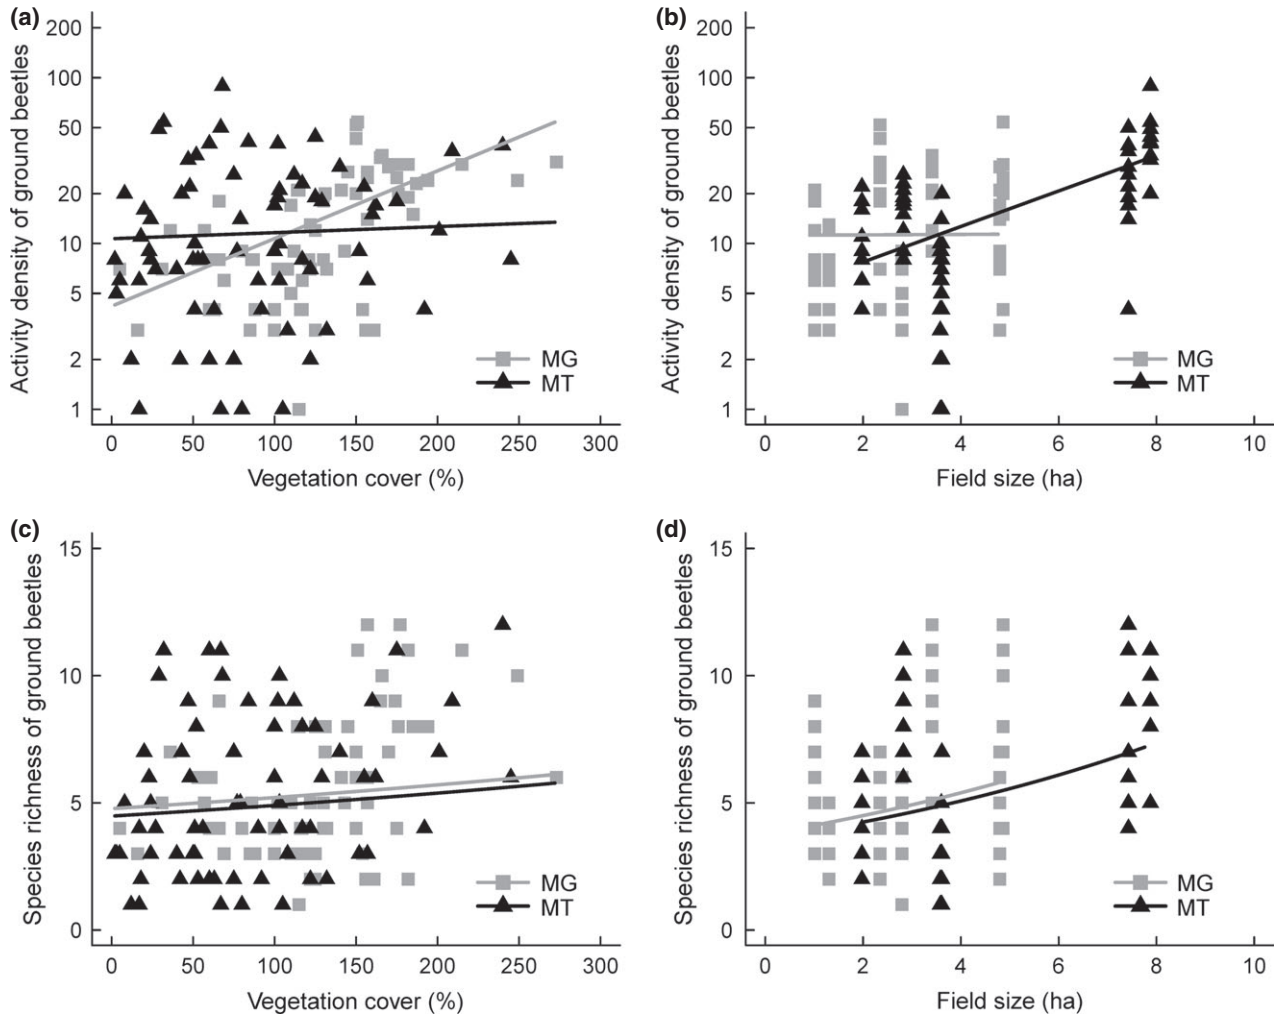 (a)
200
100
50
20
10
5
2
1
Activity density of ground beetles
MG
MT
0 50 100 150 200 250 300
Vegetation cover (%)
(b)
200
100
50
20
10
5
2
1
Activity density of ground beetles
MG
MT
0 2 4 6 8 10
Field size (ha)
(c)
15
10
5
0
Species richness of ground beetles
MG
MT
0 50 100 150 200 250 300
Vegetation cover (%)
(d)
15
10
5
0
Species richness of ground beetles
MG
MT
0 2 4 6 8 10
Field size (ha)